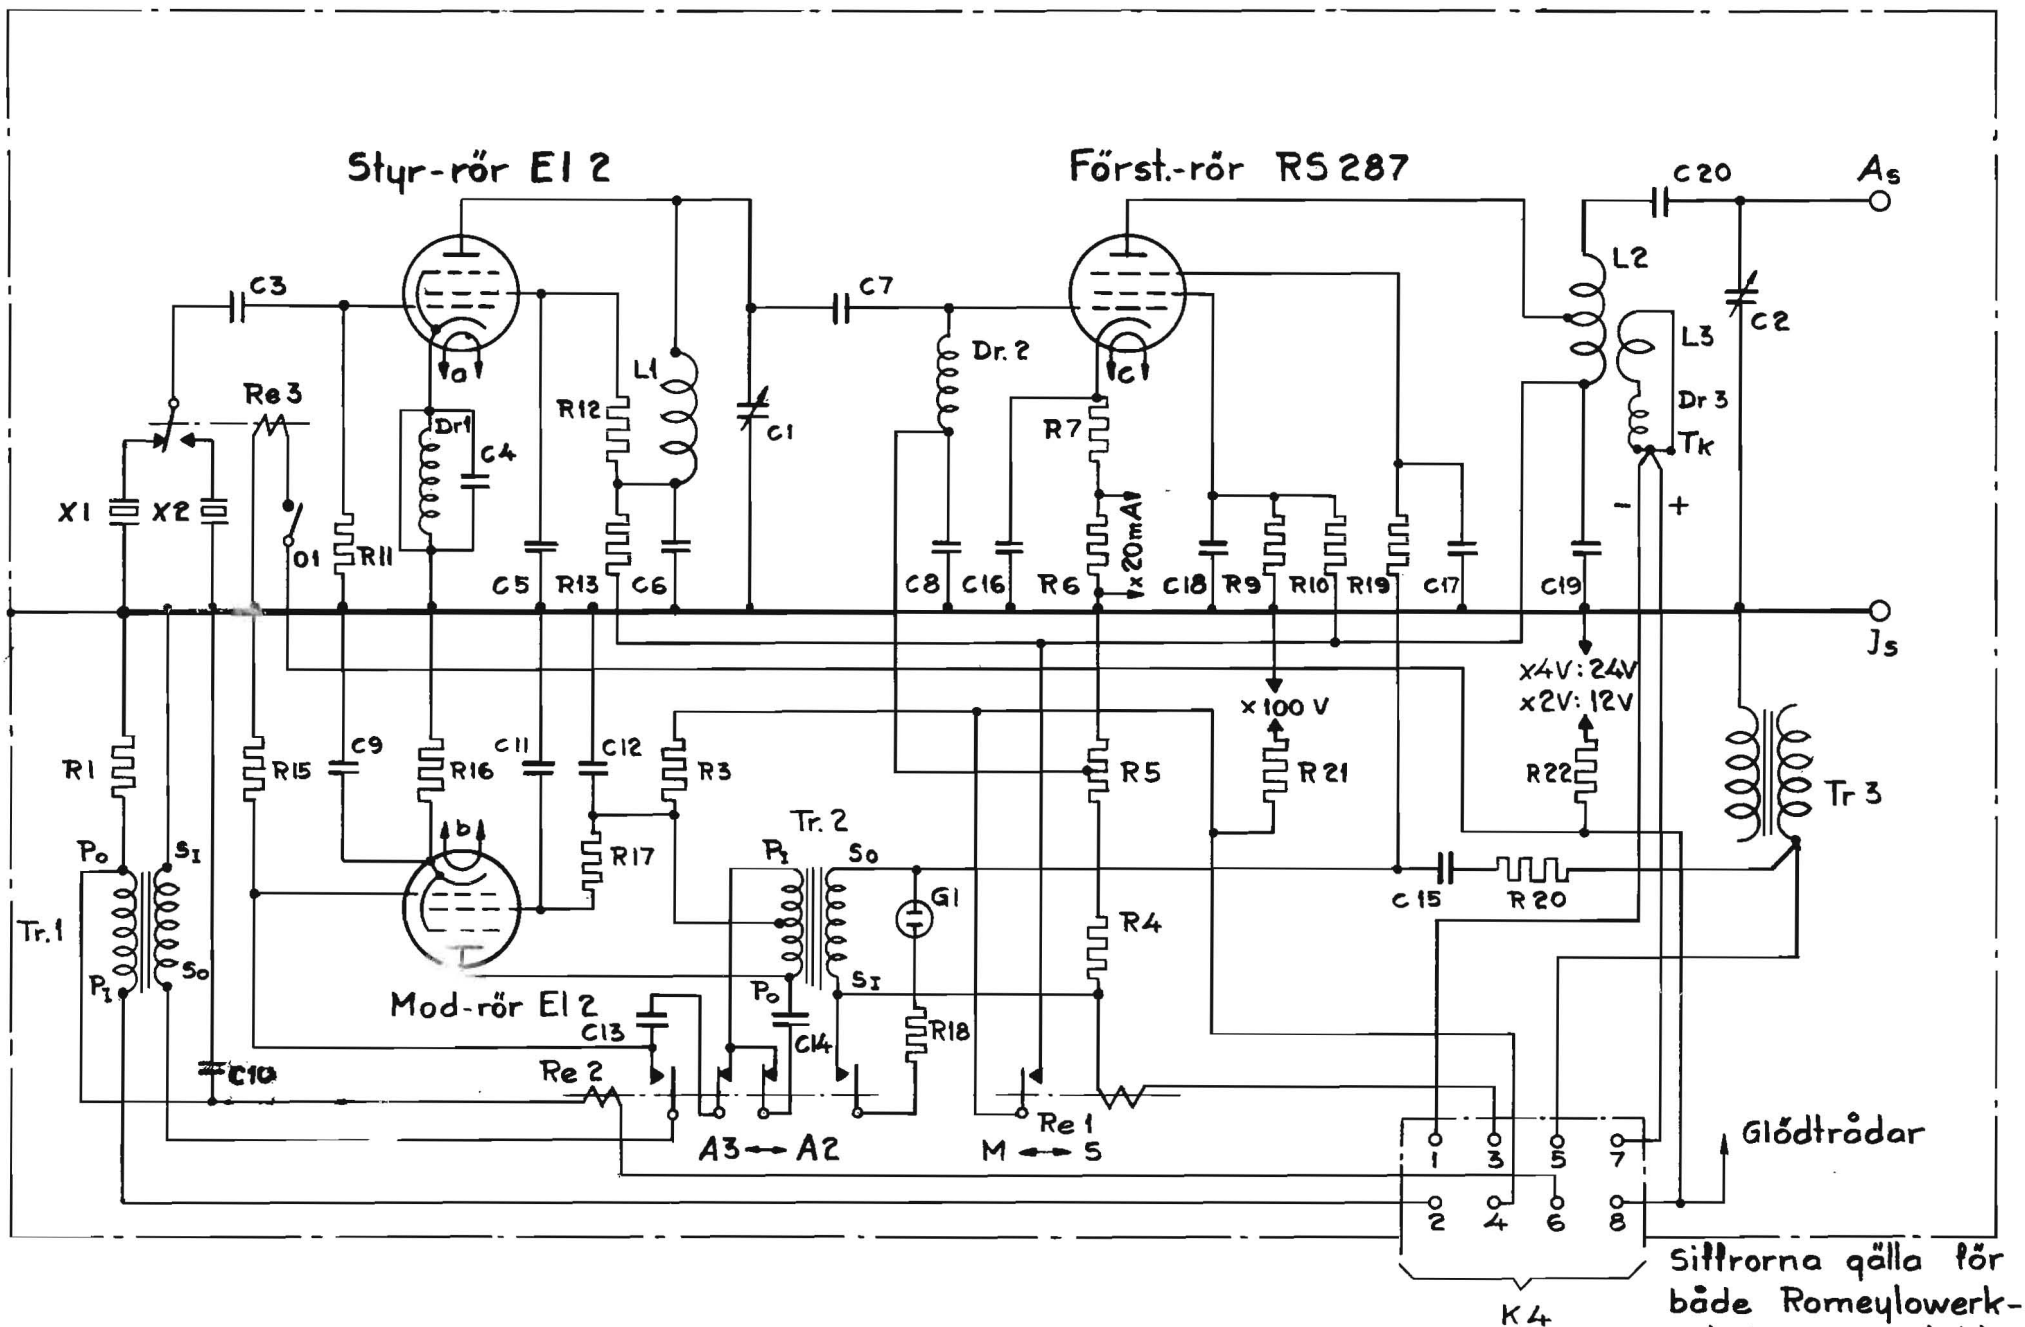 Styr-rör El 2
Först.-rör RS 287
C 20
As
C3
C7
L2
C2
L3
Dr. 2
a
c
Re 3
L1
R12
C1
R7
Dr 3
Tk
Dr1
C4
X1
X2
- +
01
R11
x20mA
C5
R13
C6
C8
C16
R6
C18
R9
R10
R19
C17
C19
Js
x4V:24V
x2V:12V
x 100 V
R1
R15
C9
R16
C11
C12
R3
R5
R21
R22
Tr 3
b
Tr. 2
Po
SI
R17
PI
So
G1
C15
R20
Tr.1
R4
So
PI
Mod-rör El 2
C13
Po
SI
C14
R18
C10
Re 2
Re 1
A3 ↔ A2
M ↔ S
Glödtrådar
1 3 5 7
2 4 6 8
K4
Siffrorna gälla för
både Romeylowerk-